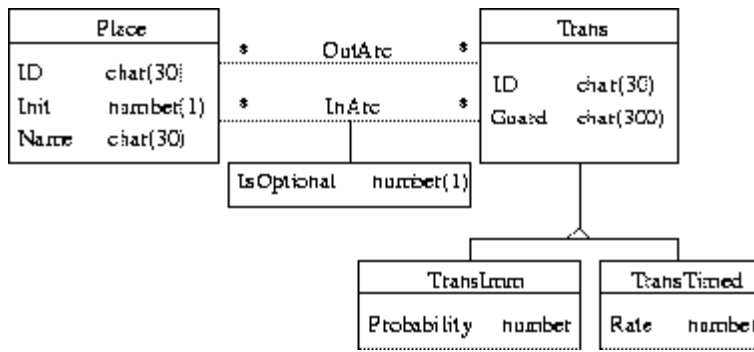 Place
ID char(30)
Init number(1)
Name char(30)
* OutArc *
* InArc *
IsOptional number(1)
Trans
ID char(30)
Guard char(300)
TransImm
Probability number
TransTimed
Rate number